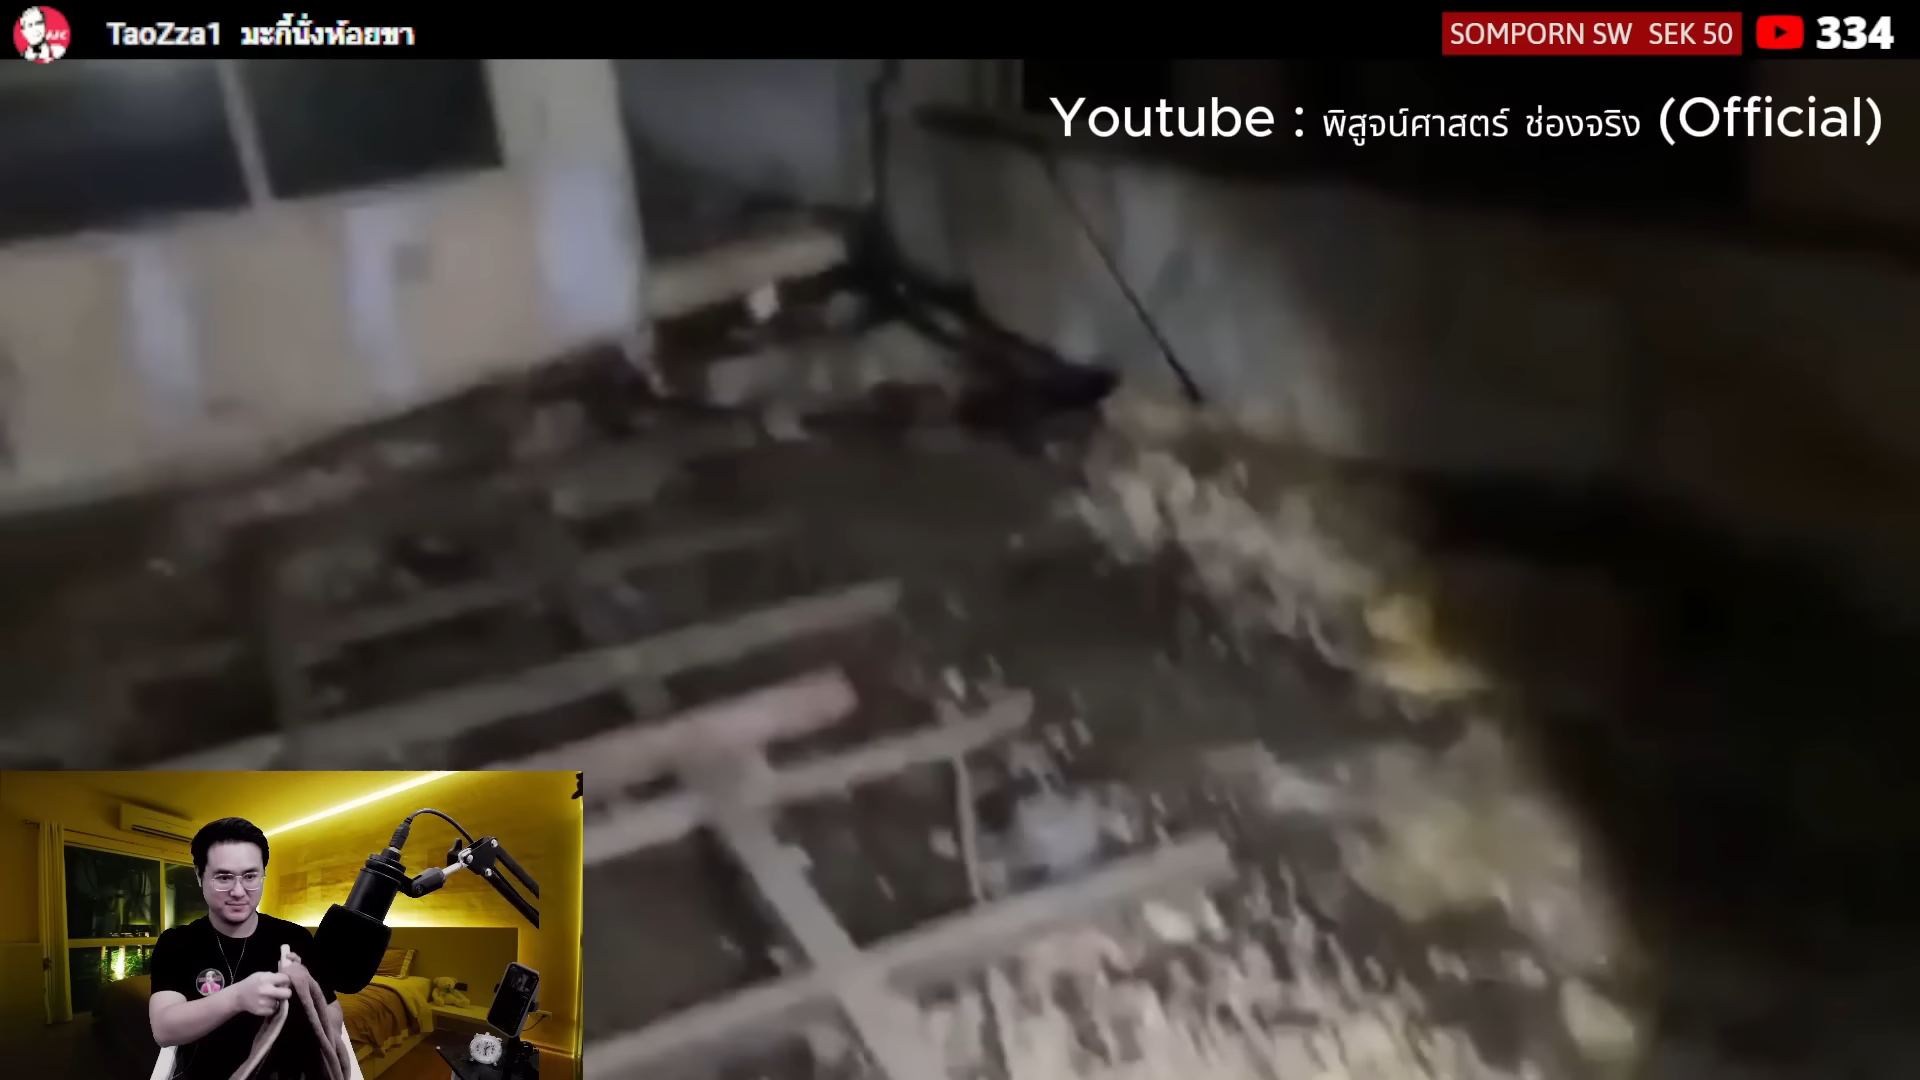 TaoZza1 มะกี้นั่งห้อยขา
SOMPORN SW SEK 50
334
Youtube : พิสูจน์ศาสตร์ ช่องจริง (Official)